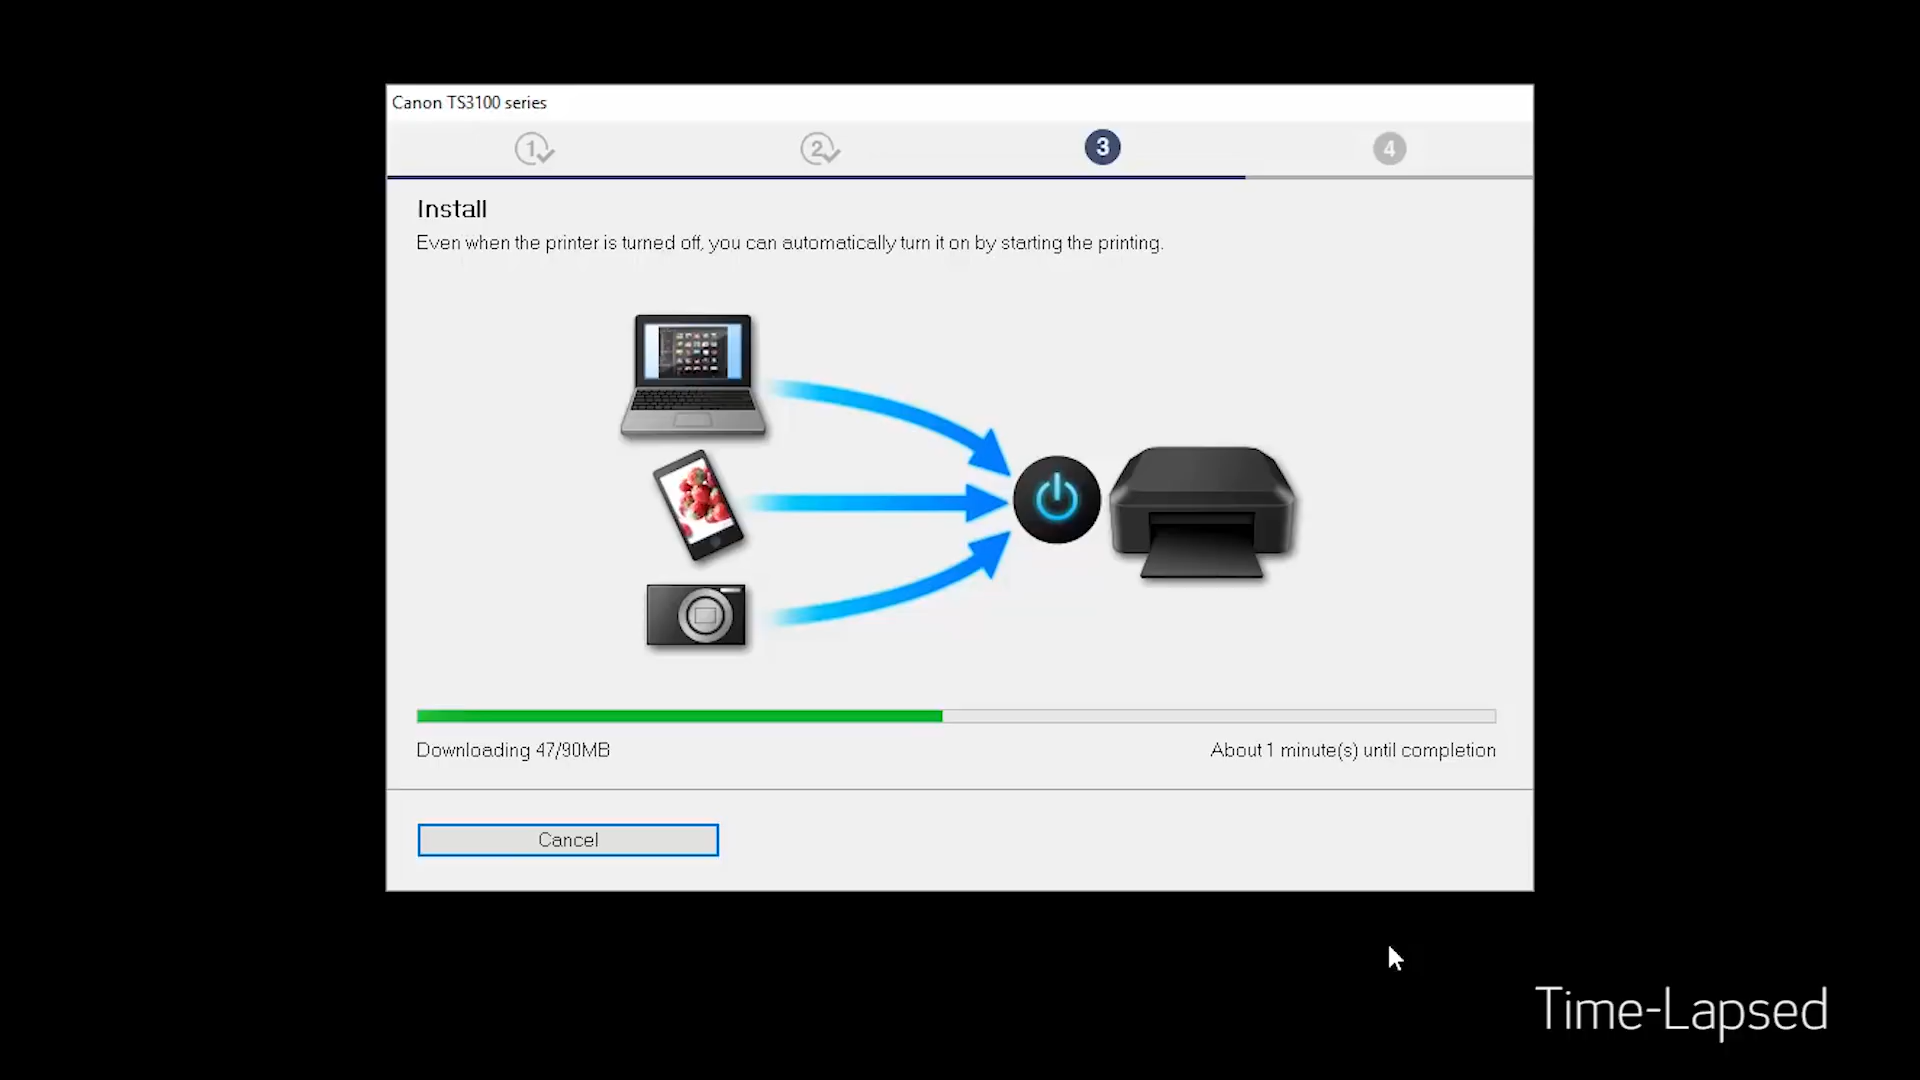 Canon TS3100 series
1 2 3 4
Install
Even when the printer is turned off, you can automatically turn it on by starting the printing.
Downloading 47/90MB About 1 minute(s) until completion
Cancel
Time-Lapsed